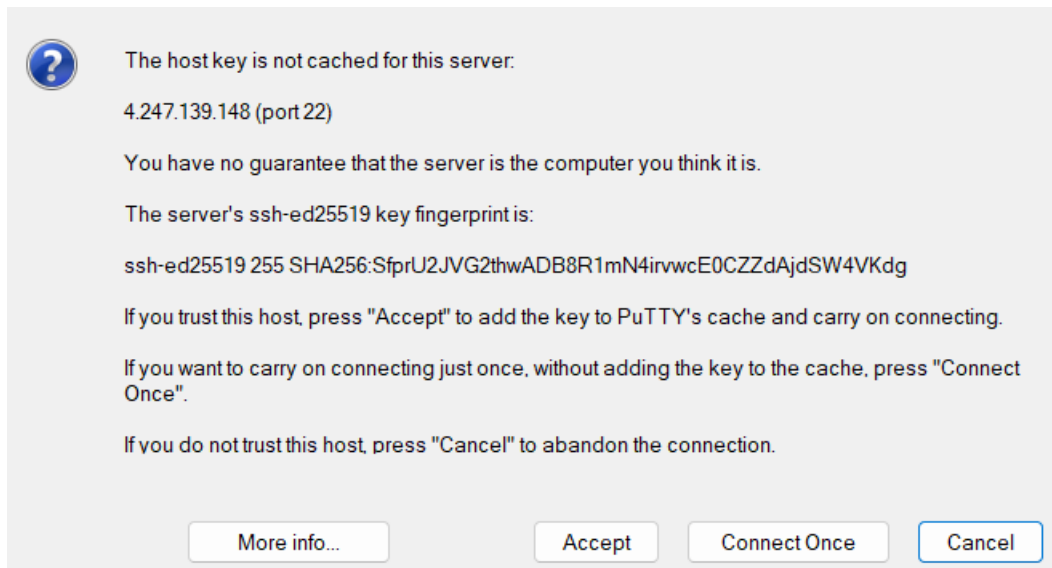 The host key is not cached for this server:
4.247.139.148 (port 22)
You have no guarantee that the server is the computer you think it is.
The server's ssh-ed25519 key fingerprint is:
ssh-ed25519 255 SHA256:SfprU2JVG2thwADB8R1mN4irvwcE0CZZdAjdSW4VKdg
If you trust this host, press "Accept" to add the key to PuTTY's cache and carry on connecting.
If you want to carry on connecting just once, without adding the key to the cache, press "Connect
Once".
If you do not trust this host, press "Cancel" to abandon the connection.
More info... Accept Connect Once Cancel